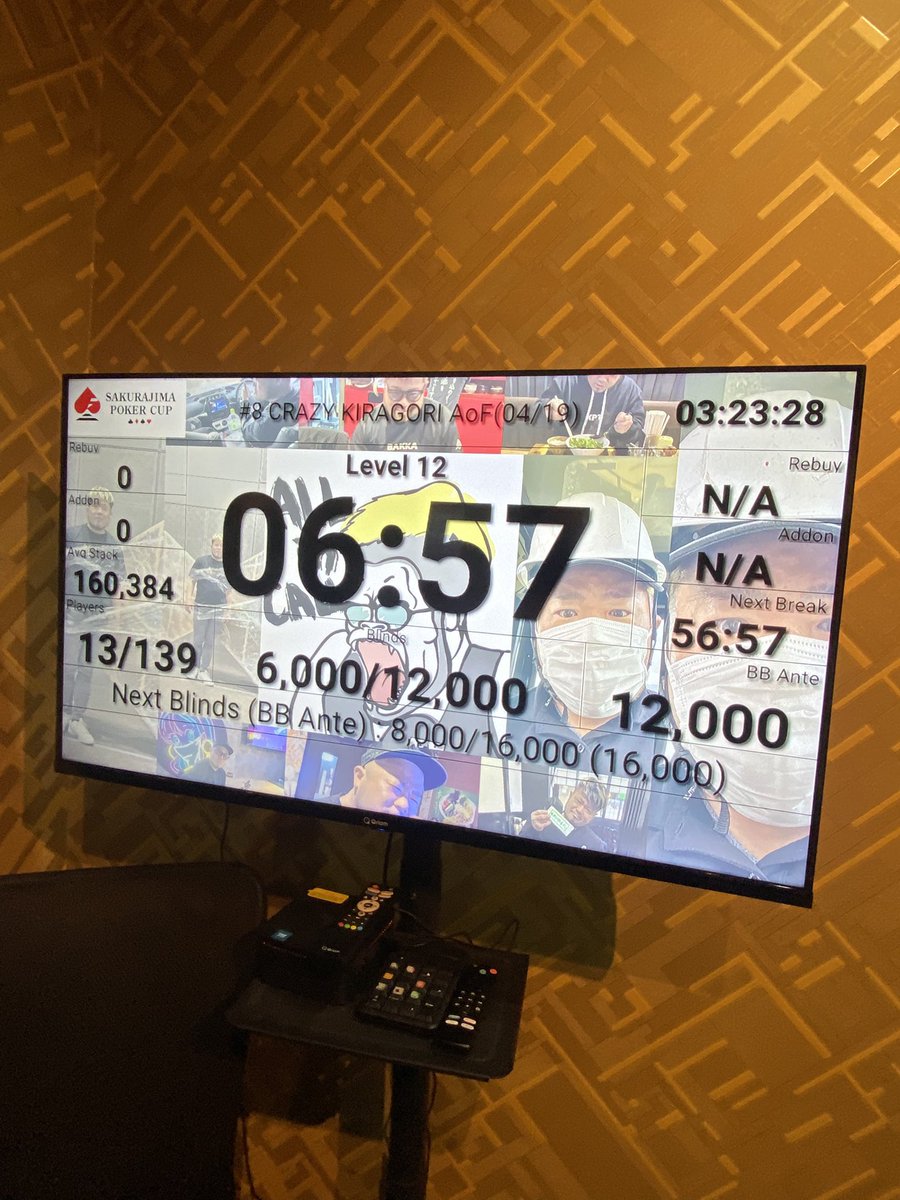 SAKURAJIMA
POKER CUP
#8 CRAZY KIRAGORI AoF(04/19)
03:23:28
Rebuy
0
Addon
0
Avg Stack
160,384
Players
13/139
Level 12
06:57
Blinds
6,000/12,000
Next Blinds (BB Ante) : 8,000/16,000 (16,000)
Rebuy
N/A
Addon
N/A
Next Break
56:57
BB Ante
12,000
BAKKA
Qriom